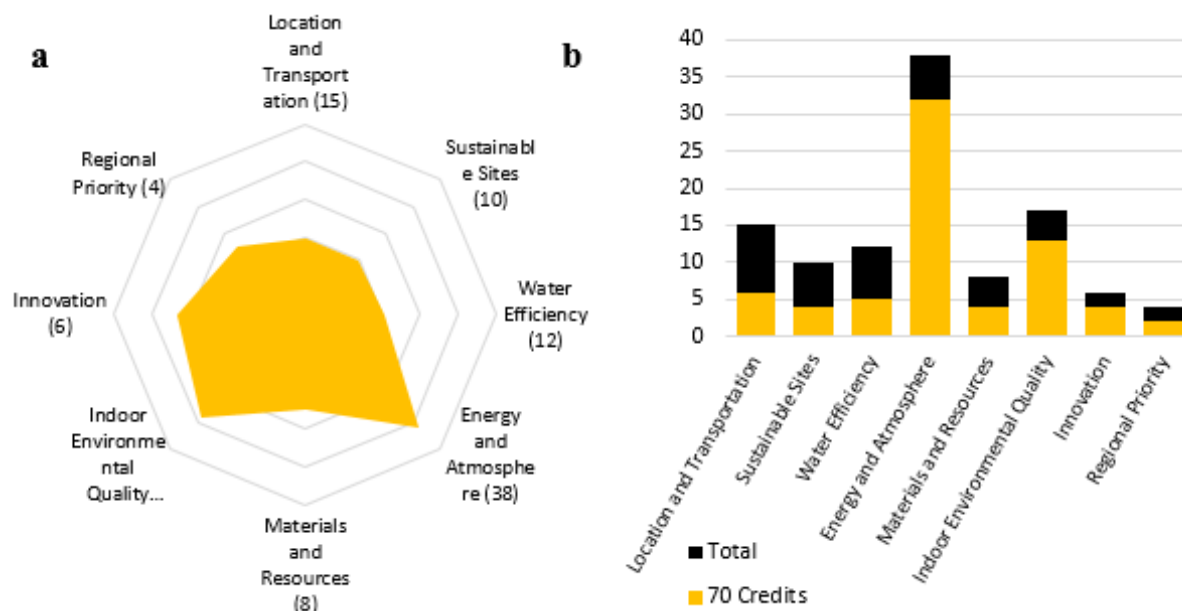 a
Location
and
Transport
ation (15)
Sustainabl
e Sites
(10)
Water
Efficiency
(12)
Energy
and
Atmosphe
re (38)
Materials
and
Resources
(8)
Indoor
Environme
ntal
Quality...
Innovation
(6)
Regional
Priority (4)
b
40
35
30
25
20
15
10
5
0
Location and Transportation
Sustainable Sites
Water Efficiency
Energy and Atmosphere
Materials and Resources
Indoor Environmental Quality
Innovation
Regional Priority
Total
70 Credits